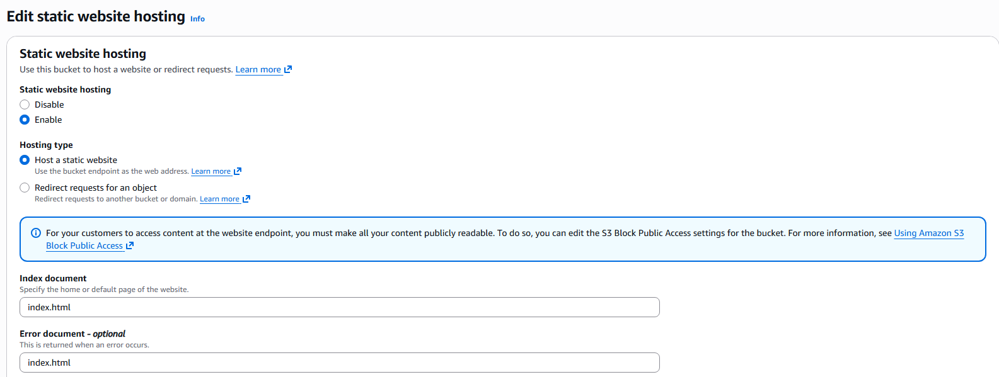 Edit static website hosting Info
Static website hosting
Use this bucket to host a website or redirect requests. Learn more
Static website hosting
Disable
Enable
Hosting type
Host a static website
Use the bucket endpoint as the web address. Learn more
Redirect requests for an object
Redirect requests to another bucket or domain. Learn more
For your customers to access content at the website endpoint, you must make all your content publicly readable. To do so, you can edit the S3 Block Public Access settings for the bucket. For more information, see Using Amazon S3
Block Public Access
Index document
Specify the home or default page of the website.
index.html
Error document - optional
This is returned when an error occurs.
index.html